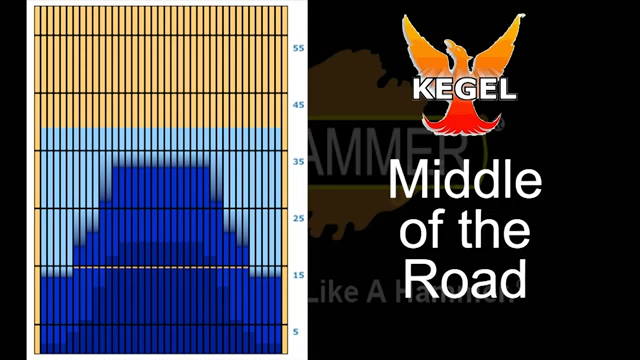 55
45
35
25
15
5
KEGEL
HAMMER®
Middle
of the
Road
Like A Hammer